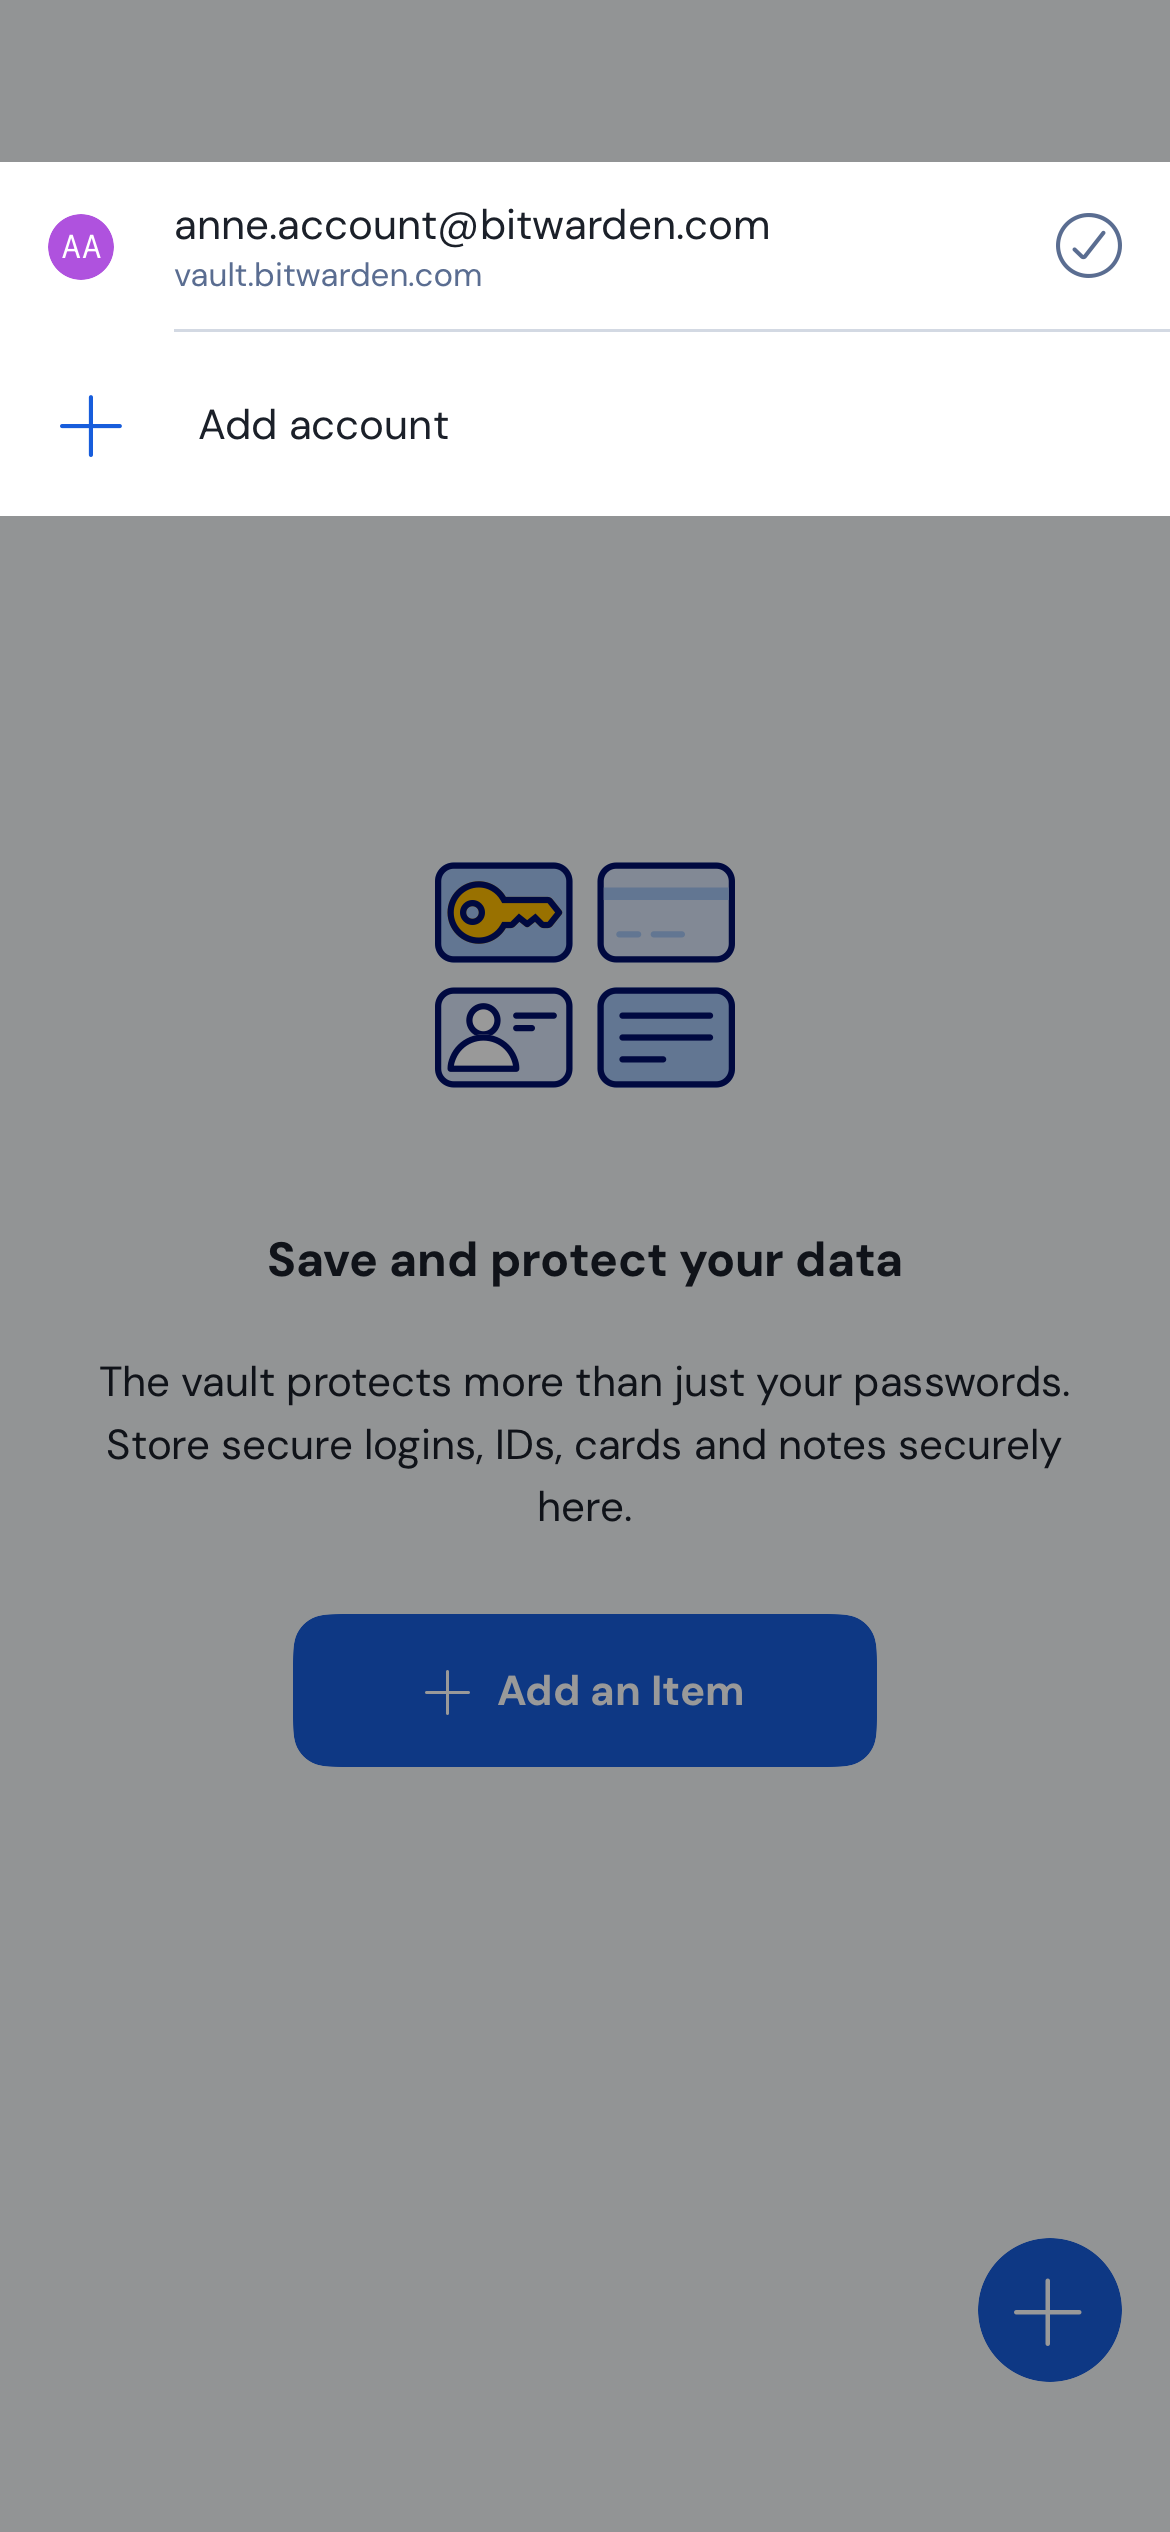 AA
anne.account@bitwarden.com
vault.bitwarden.com
Add account
Save and protect your data
The vault protects more than just your passwords.
Store secure logins, IDs, cards and notes securely
here.
Add an Item